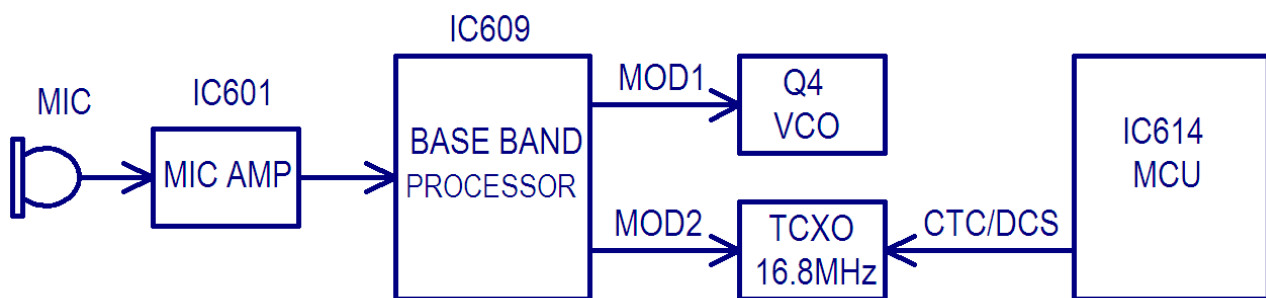 MIC
IC601
MIC AMP
IC609
BASE BAND
PROCESSOR
MOD1
MOD2
Q4
VCO
TCXO
16.8MHz
CTC/DCS
IC614
MCU